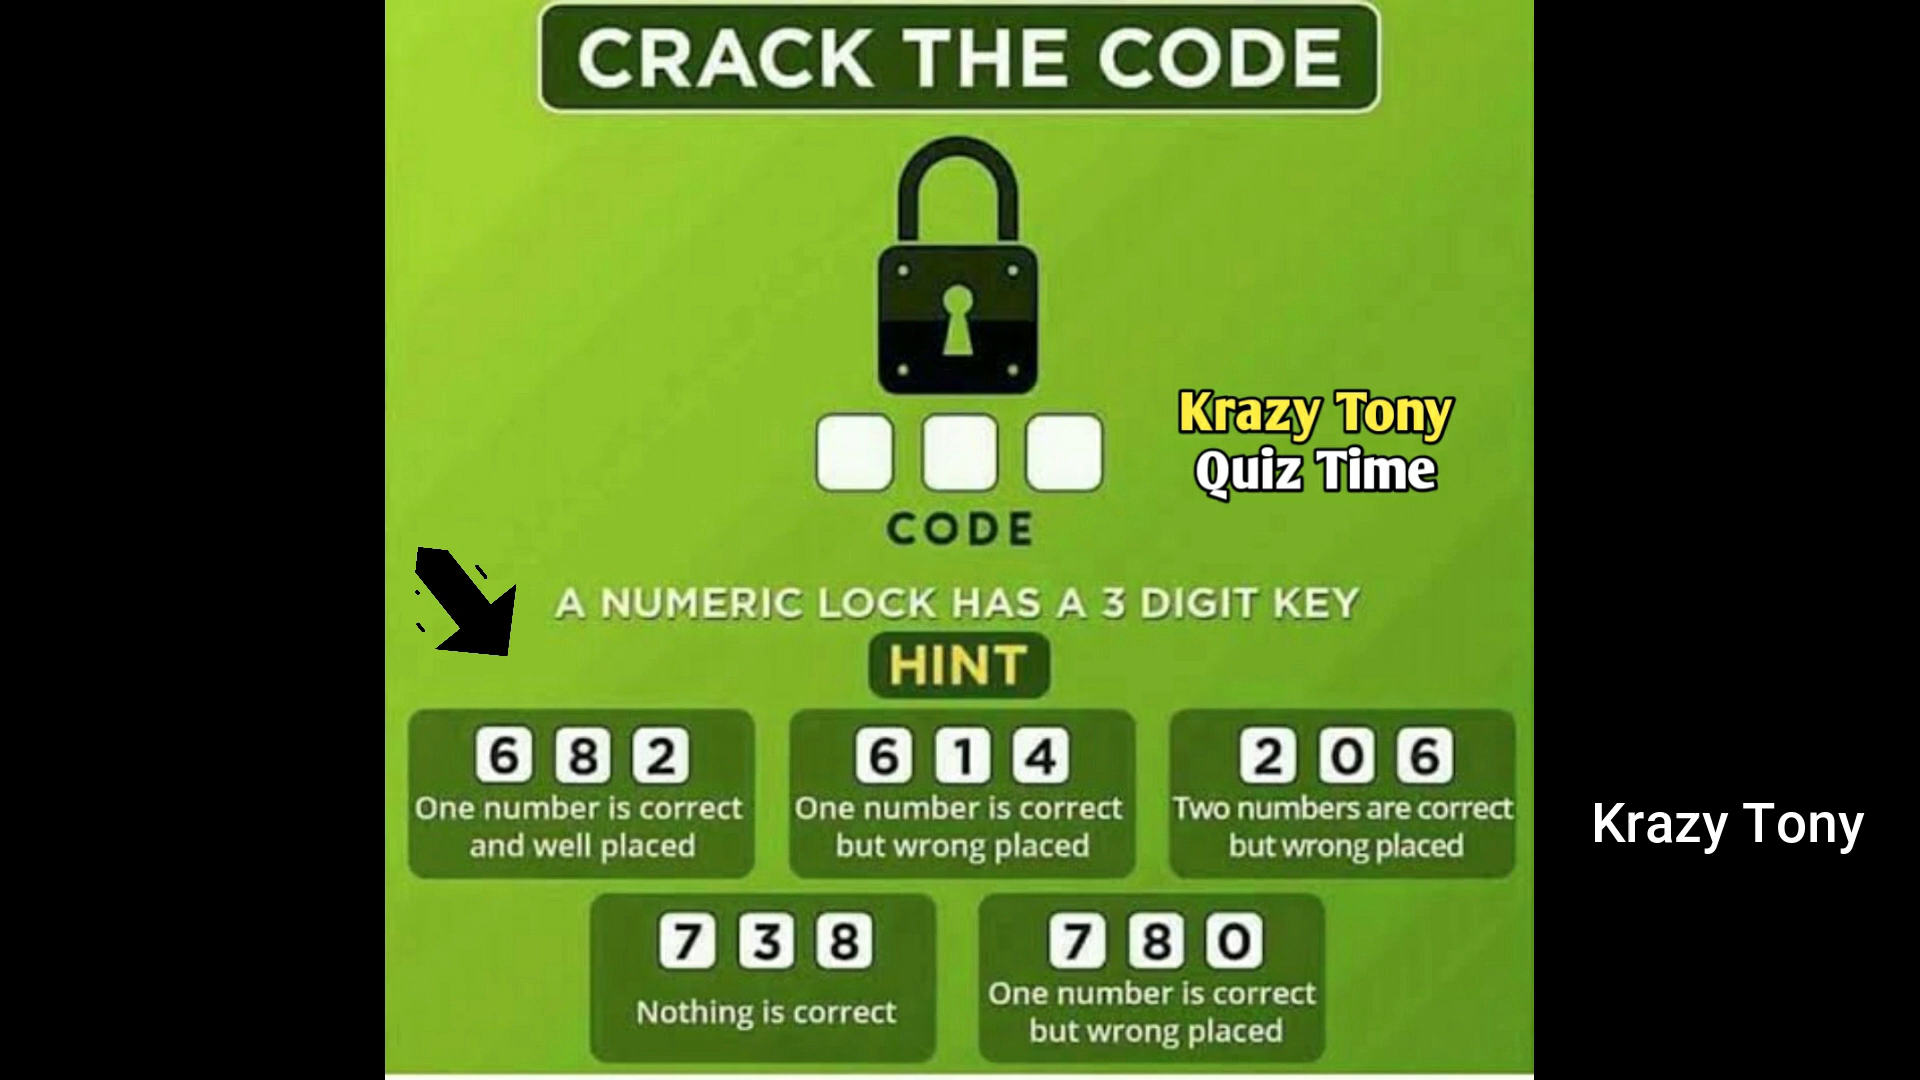 CRACK THE CODE
Krazy Tony
Quiz Time
CODE
A NUMERIC LOCK HAS A 3 DIGIT KEY
HINT
6 8 2
One number is correct
and well placed
6 1 4
One number is correct
but wrong placed
2 0 6
Two numbers are correct
but wrong placed
Krazy Tony
7 3 8
Nothing is correct
7 8 0
One number is correct
but wrong placed